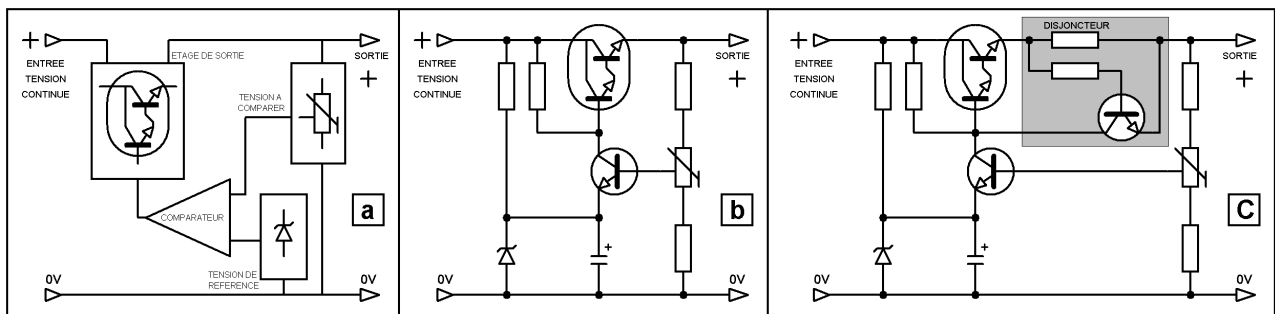 +
ENTREE
TENSION
CONTINUE
ETAGE DE SORTIE
SORTIE
+
TENSION A
COMPARER
COMPARATEUR
TENSION DE
REFERENCE
a
0V
0V
+
ENTREE
TENSION
CONTINUE
SORTIE
+
b
+
0V
0V
+
ENTREE
TENSION
CONTINUE
DISJONCTEUR
SORTIE
+
C
+
0V
0V